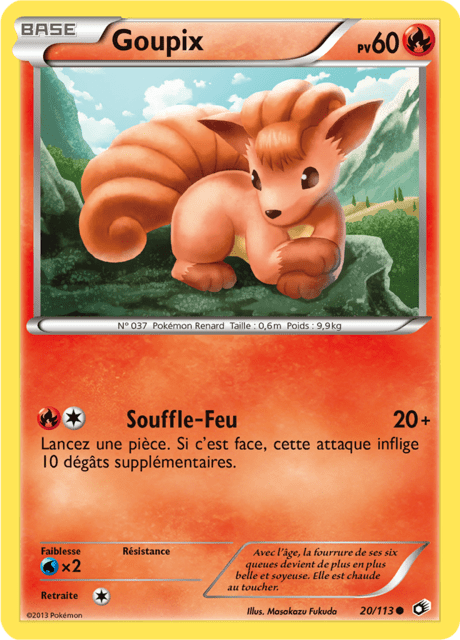 BASE
Goupix
PV60
N° 037 Pokémon Renard Taille : 0,6m Poids : 9,9kg
Souffle-Feu 20+
Lancez une pièce. Si c'est face, cette attaque inflige
10 dégâts supplémentaires.
Faiblesse Résistance
×2
Retraite
Avec l'âge, la fourrure de ses six
queues devient de plus en plus
belle et soyeuse. Elle est chaude
au toucher.
©2013 Pokémon Illus. Masakazu Fukuda 20/113